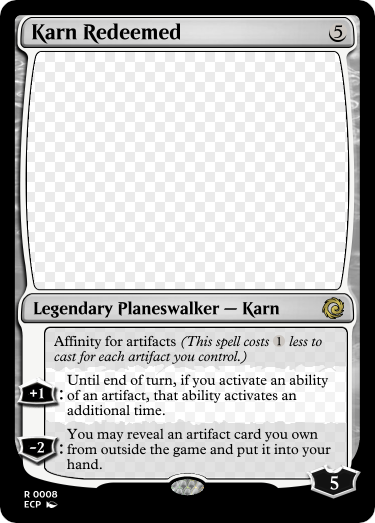 Karn Redeemed 5
Legendary Planeswalker — Karn
Affinity for artifacts (This spell costs 1 less to
cast for each artifact you control.)
+1: Until end of turn, if you activate an ability
of an artifact, that ability activates an
additional time.
-2: You may reveal an artifact card you own
from outside the game and put it into your
hand.
5
R 0008
ECP